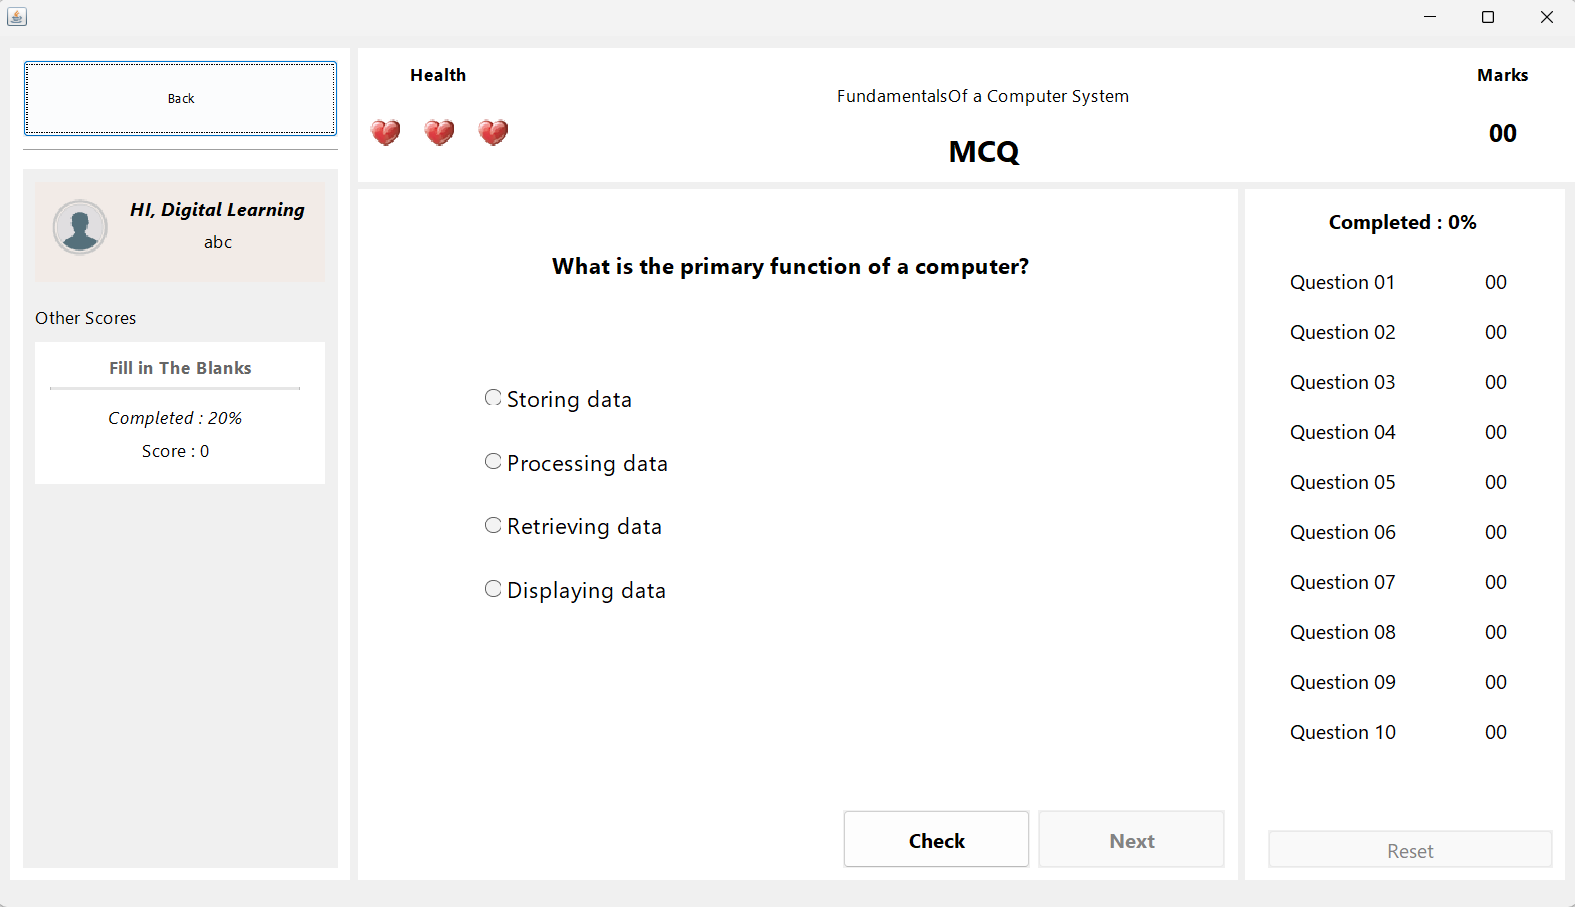 Back
HI, Digital Learning
abc
Other Scores
Fill in The Blanks
Completed : 20%
Score : 0
Health
FundamentalsOf a Computer System
MCQ
Marks
00
What is the primary function of a computer?
Storing data
Processing data
Retrieving data
Displaying data
Check
Next
Completed : 0%
Question 01 00
Question 02 00
Question 03 00
Question 04 00
Question 05 00
Question 06 00
Question 07 00
Question 08 00
Question 09 00
Question 10 00
Reset